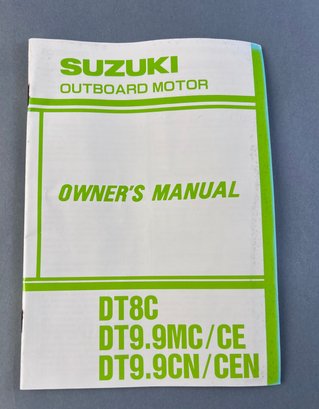 SUZUKI
OUTBOARD MOTOR
OWNER'S MANUAL
DT8C
DT9.9MC/CE
DT9.9CN/CEN